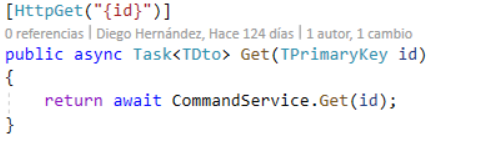 [HttpGet("{id}")]
0 referencias | Diego Hernández, Hace 124 días | 1 autor, 1 cambio
public async Task<TDto> Get(TPrimaryKey id)
{
    return await CommandService.Get(id);
}